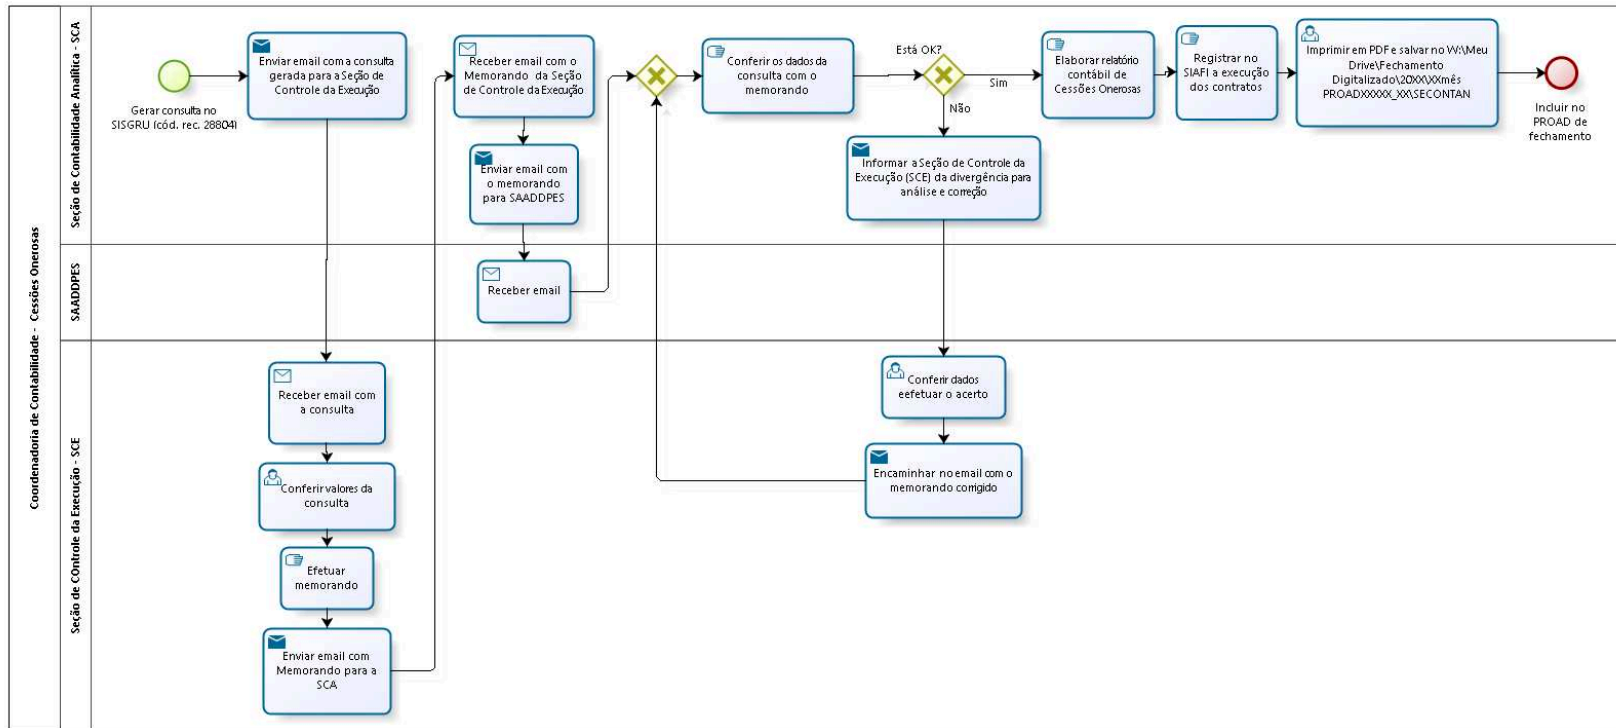 Coordenadoria de Contabilidade - Cessões Onerosas
Seção de Contabilidade Analítica - SCA
Gerar consulta no
SISGRU (cód. rec. 28804)
Enviar email com a consulta
gerada para a Seção de
Controle da Execução
Receber email com o
Memorando da Seção
de Controle da Execução
Enviar email com
o memorando
para SAADDPES
Conferir os dados da
consulta com o
memorando
Está OK?
Sim
Não
Informar a Seção de Controle da
Execução (SCE) da divergência para
análise e correção
Elaborar relatório
contábil de
Cessões Onerosas
Registrar no
SIAFI a execução
dos contratos
Imprimir em PDF e salvar no W:\Meu
Drive\Fechamento
Digitalizado\20XX\XXmês
PROADXXXXX_XX\SECONTAN
Incluir no
PROAD de
fechamento
SAADDPES
Receber email
Seção de COntrole da Execução - SCE
Receber email com
a consulta
Conferir valores da
consulta
Efetuar
memorando
Enviar email com
Memorando para a
SCA
Conferir dados
eefetuar o acerto
Encaminhar no email com o
memorando corrigido